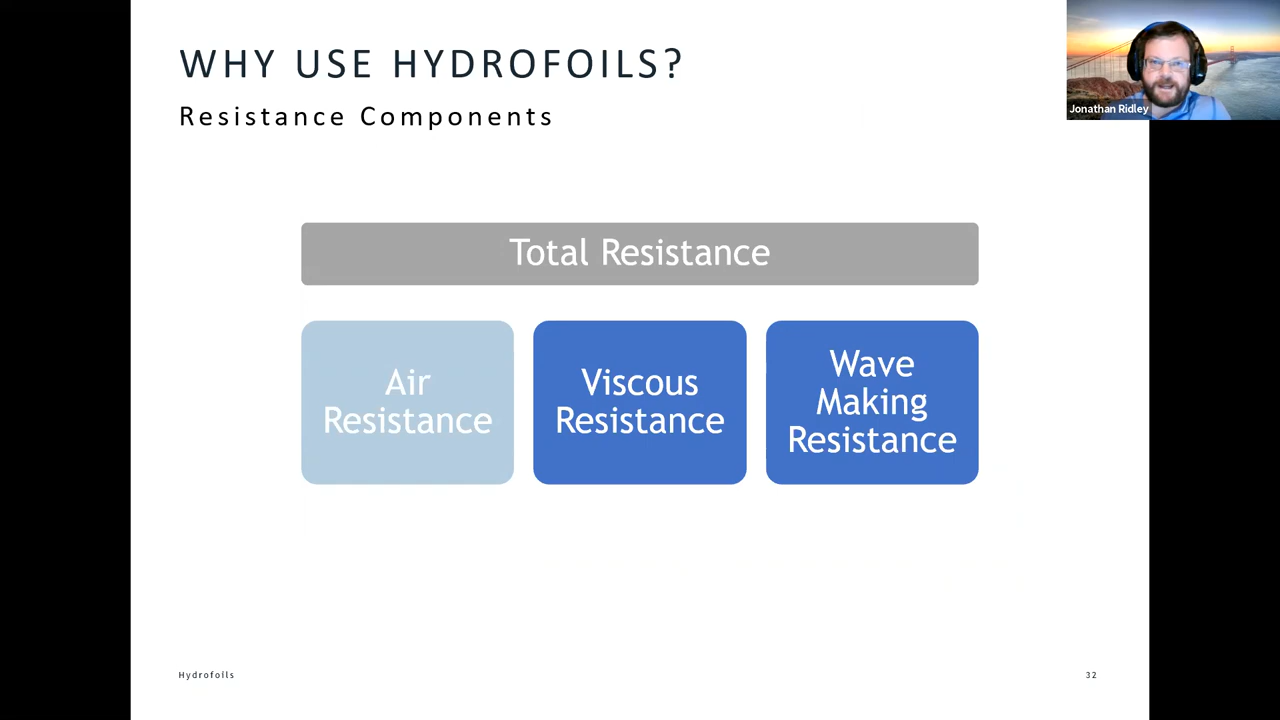 WHY USE HYDROFOILS?
Resistance Components
Jonathan Ridley
Total Resistance
Air
Resistance
Viscous
Resistance
Wave
Making
Resistance
Hydrofoils
32